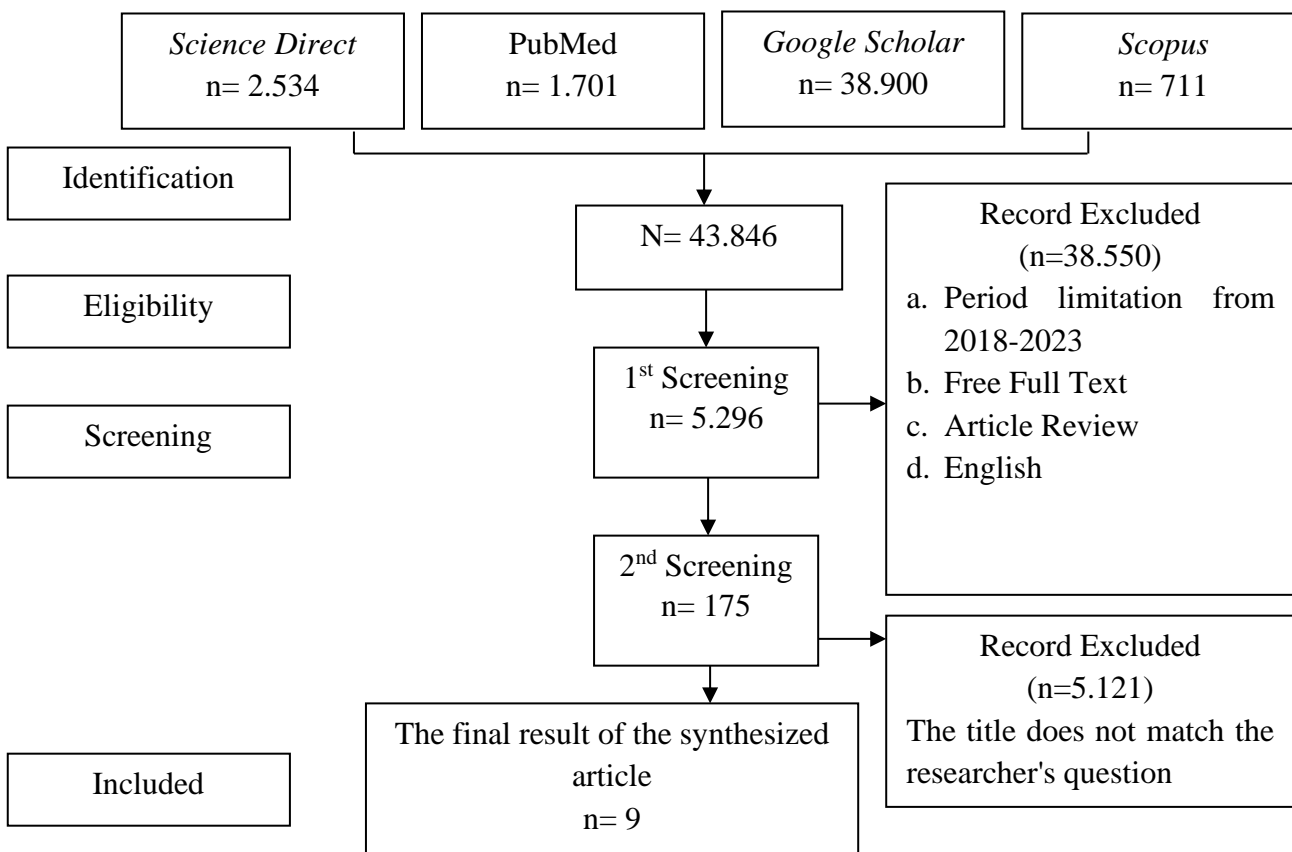 Science Direct
n= 2.534
PubMed
n= 1.701
Google Scholar
n= 38.900
Scopus
n= 711
Identification
N= 43.846
Record Excluded
(n=38.550)
a. Period limitation from
2018-2023
b. Free Full Text
c. Article Review
d. English
Eligibility
1st Screening
n= 5.296
Screening
2nd Screening
n= 175
Record Excluded
(n=5.121)
The title does not match the
researcher's question
Included
The final result of the synthesized
article
n= 9